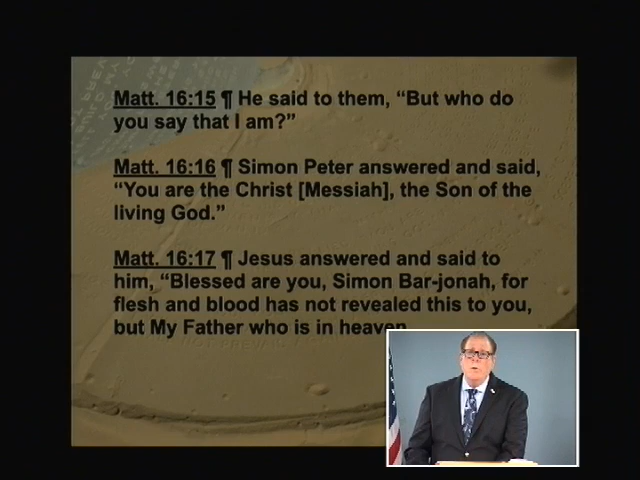 Matt. 16:15 ¶ He said to them, “But who do
you say that I am?”
Matt. 16:16 ¶ Simon Peter answered and said,
“You are the Christ [Messiah], the Son of the
living God.”
Matt. 16:17 ¶ Jesus answered and said to
him, “Blessed are you, Simon Bar-jonah, for
flesh and blood has not revealed this to you,
but My Father who is in heaven